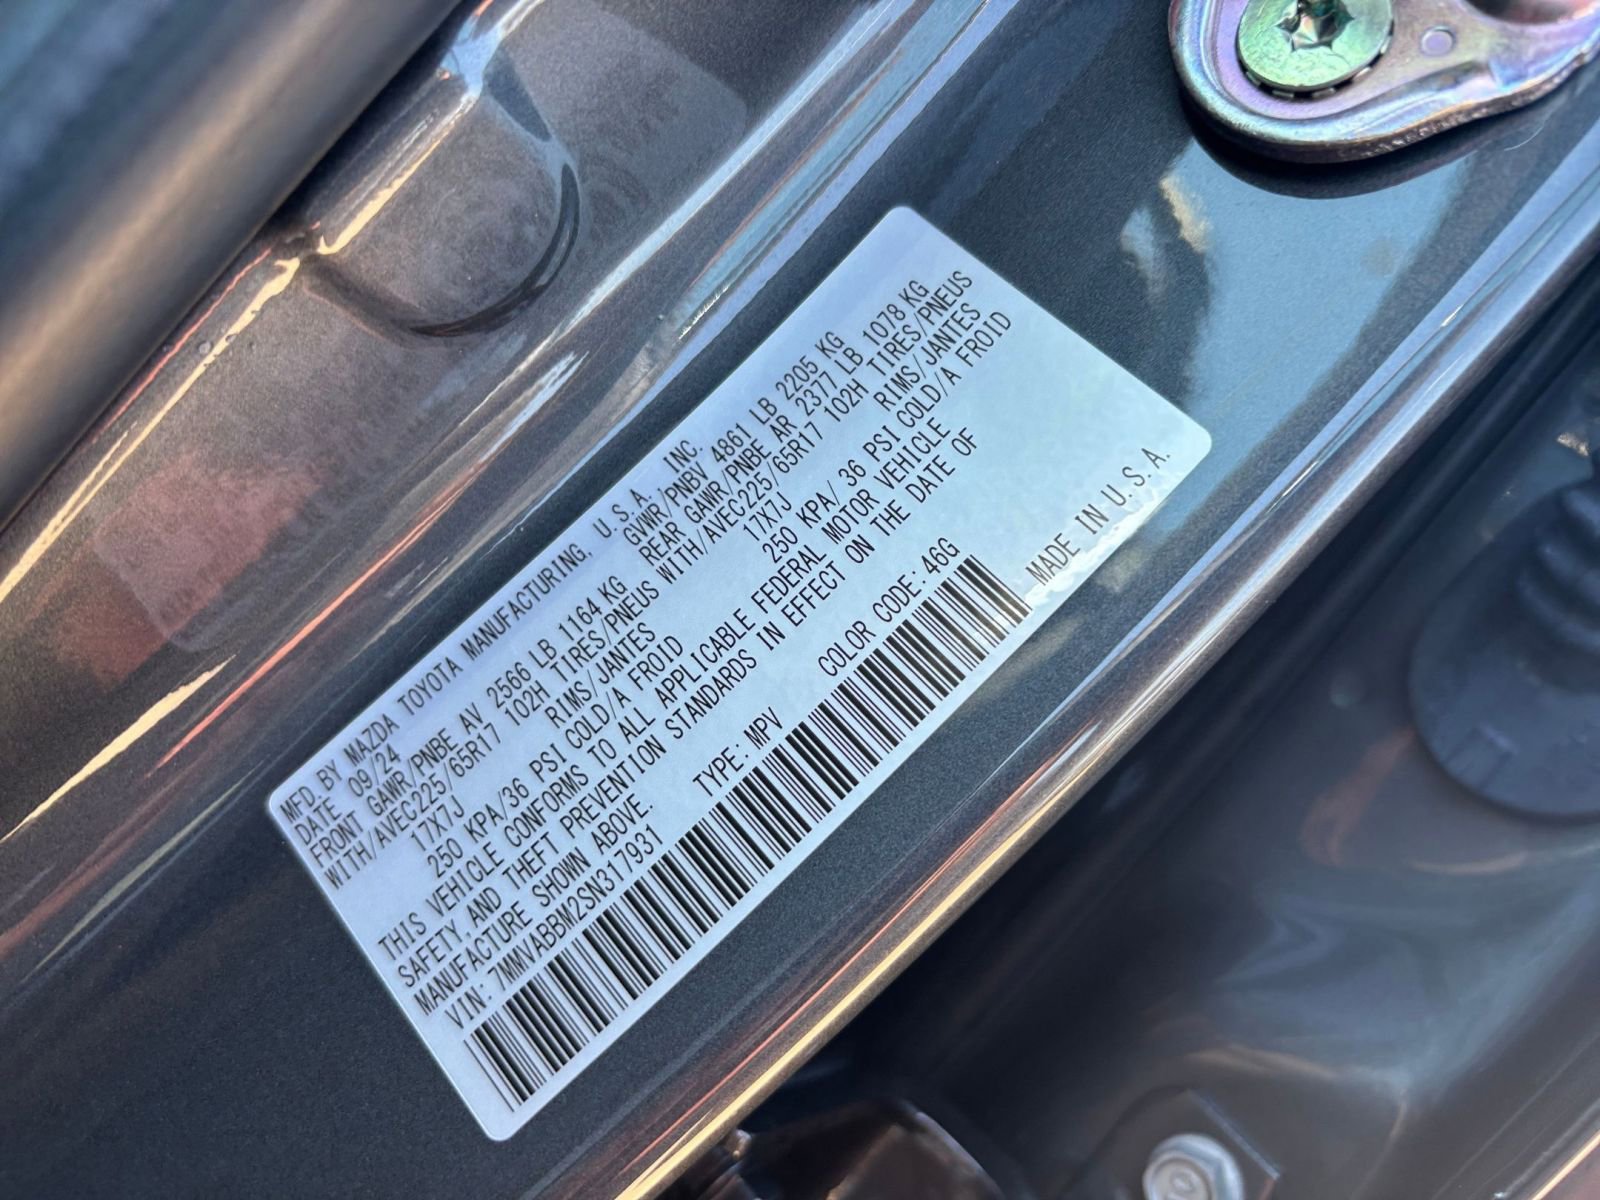 MFD. BY MAZDA TOYOTA MANUFACTURING, U.S.A., INC.
DATE 09/24 GVWR/PNBV 4861 LB 2205 KG
FRONT GAWR/PNBE AV 2566 LB 1164 KG REAR GAWR/PNBE AR 2377 LB 1078 KG
WITH/AVEC225/65R17 102H TIRES/PNEUS WITH/AVEC225/65R17 102H TIRES/PNEUS
17X7J RIMS/JANTES 17X7J RIMS/JANTES
250 KPA/36 PSI COLD/A FROID 250 KPA/ 36 PSI COLD/A FROID
THIS VEHICLE CONFORMS TO ALL APPLICABLE FEDERAL MOTOR VEHICLE
SAFETY, AND THEFT PREVENTION STANDARDS IN EFFECT ON THE DATE OF
MANUFACTURE SHOWN ABOVE.
VIN: 7MMVABBM2SN317931 TYPE: MPV COLOR CODE: 46G
MADE IN U.S.A.